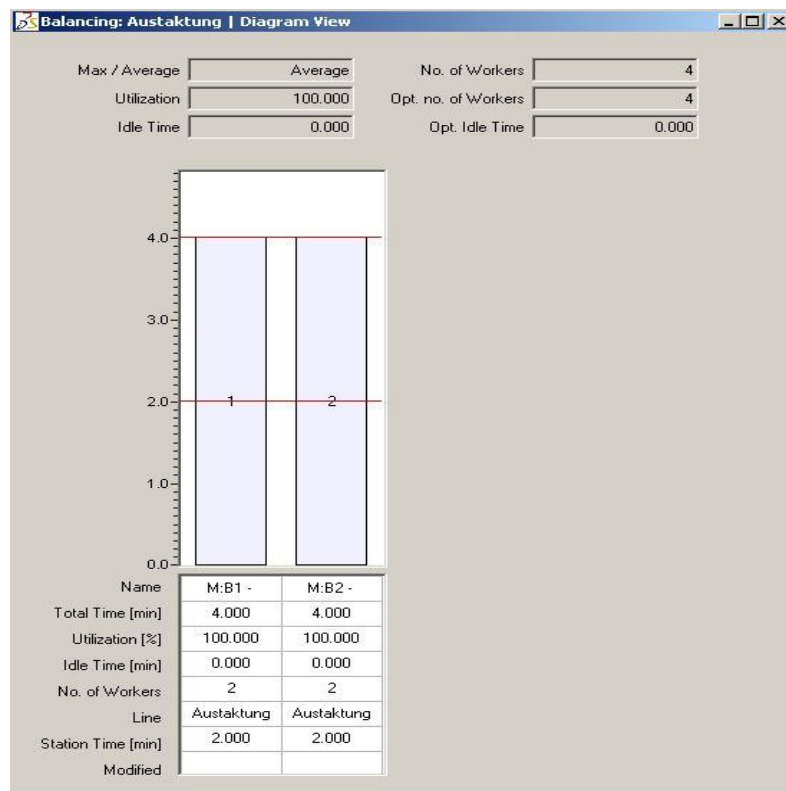 Balancing: Austaktung | Diagram View
Max / Average Average No. of Workers 4
Utilization 100.000 Opt. no. of Workers 4
Idle Time 0.000 Opt. Idle Time 0.000
4.0
3.0
2.0 1 2
1.0
0.0
Name M:B1 - M:B2 -
Total Time [min] 4.000 4.000
Utilization [%] 100.000 100.000
Idle Time [min] 0.000 0.000
No. of Workers 2 2
Line Austaktung Austaktung
Station Time [min] 2.000 2.000
Modified